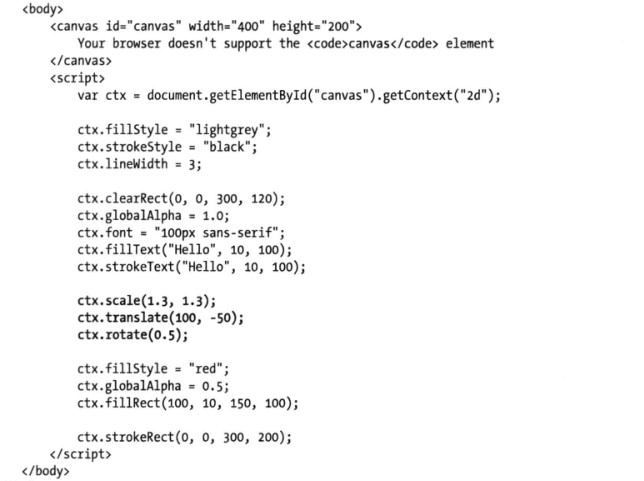 <body>
<canvas id="canvas" width="400" height="200">
Your browser doesn't support the <code>canvas</code> element
</canvas>
<script>
var ctx = document.getElementById("canvas").getContext("2d");
ctx.fillStyle = "lightgrey";
ctx.strokeStyle = "black";
ctx.lineWidth = 3;
ctx.clearRect(0, 0, 300, 120);
ctx.globalAlpha = 1.0;
ctx.font = "100px sans-serif";
ctx.fillText("Hello", 10, 100);
ctx.strokeText("Hello", 10, 100);
ctx.scale(1.3, 1.3);
ctx.translate(100, -50);
ctx.rotate(0.5);
ctx.fillStyle = "red";
ctx.globalAlpha = 0.5;
ctx.fillRect(100, 10, 150, 100);
ctx.strokeRect(0, 0, 300, 200);
</script>
</body>